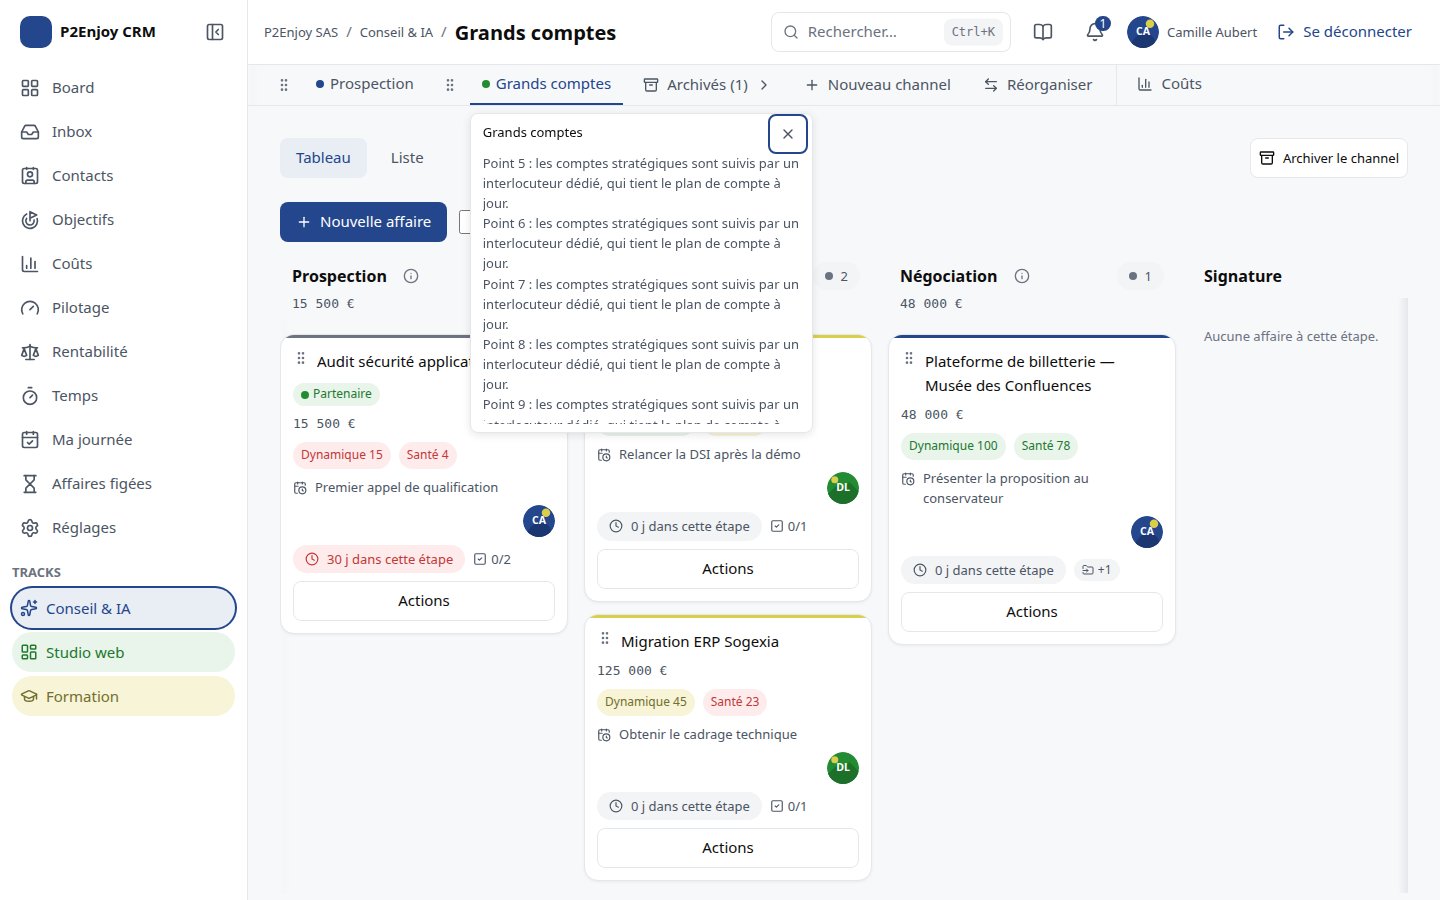 P2Enjoy CRM
Board
Inbox
Contacts
Objectifs
Coûts
Pilotage
Rentabilité
Temps
Ma journée
Affaires figées
Réglages
TRACKS
Conseil & IA
Studio web
Formation
P2Enjoy SAS / Conseil & IA / Grands comptes
Rechercher... Ctrl+K
1
CA Camille Aubert
Se déconnecter
Prospection
Grands comptes
Archivés (1)
Nouveau channel
Réorganiser
Coûts
Tableau
Liste
Archiver le channel
Nouvelle affaire
Grands comptes
Point 5 : les comptes stratégiques sont suivis par un
interlocuteur dédié, qui tient le plan de compte à
jour.
Point 6 : les comptes stratégiques sont suivis par un
interlocuteur dédié, qui tient le plan de compte à
jour.
Point 7 : les comptes stratégiques sont suivis par un
interlocuteur dédié, qui tient le plan de compte à
jour.
Point 8 : les comptes stratégiques sont suivis par un
interlocuteur dédié, qui tient le plan de compte à
jour.
Point 9 : les comptes stratégiques sont suivis par un
interlocuteur dédié, qui tient le plan de compte à
Prospection
15 500 €
Audit sécurité applicat
Partenaire
15 500 €
Dynamique 15 Santé 4
Premier appel de qualification
CA
30 j dans cette étape 0/2
Actions
2
Relancer la DSI après la démo
DL
0 j dans cette étape 0/1
Actions
Migration ERP Sogexia
125 000 €
Dynamique 45 Santé 23
Obtenir le cadrage technique
DL
0 j dans cette étape 0/1
Actions
Négociation 1
48 000 €
Plateforme de billetterie —
Musée des Confluences
48 000 €
Dynamique 100 Santé 78
Présenter la proposition au
conservateur
CA
0 j dans cette étape +1
Actions
Signature
Aucune affaire à cette étape.